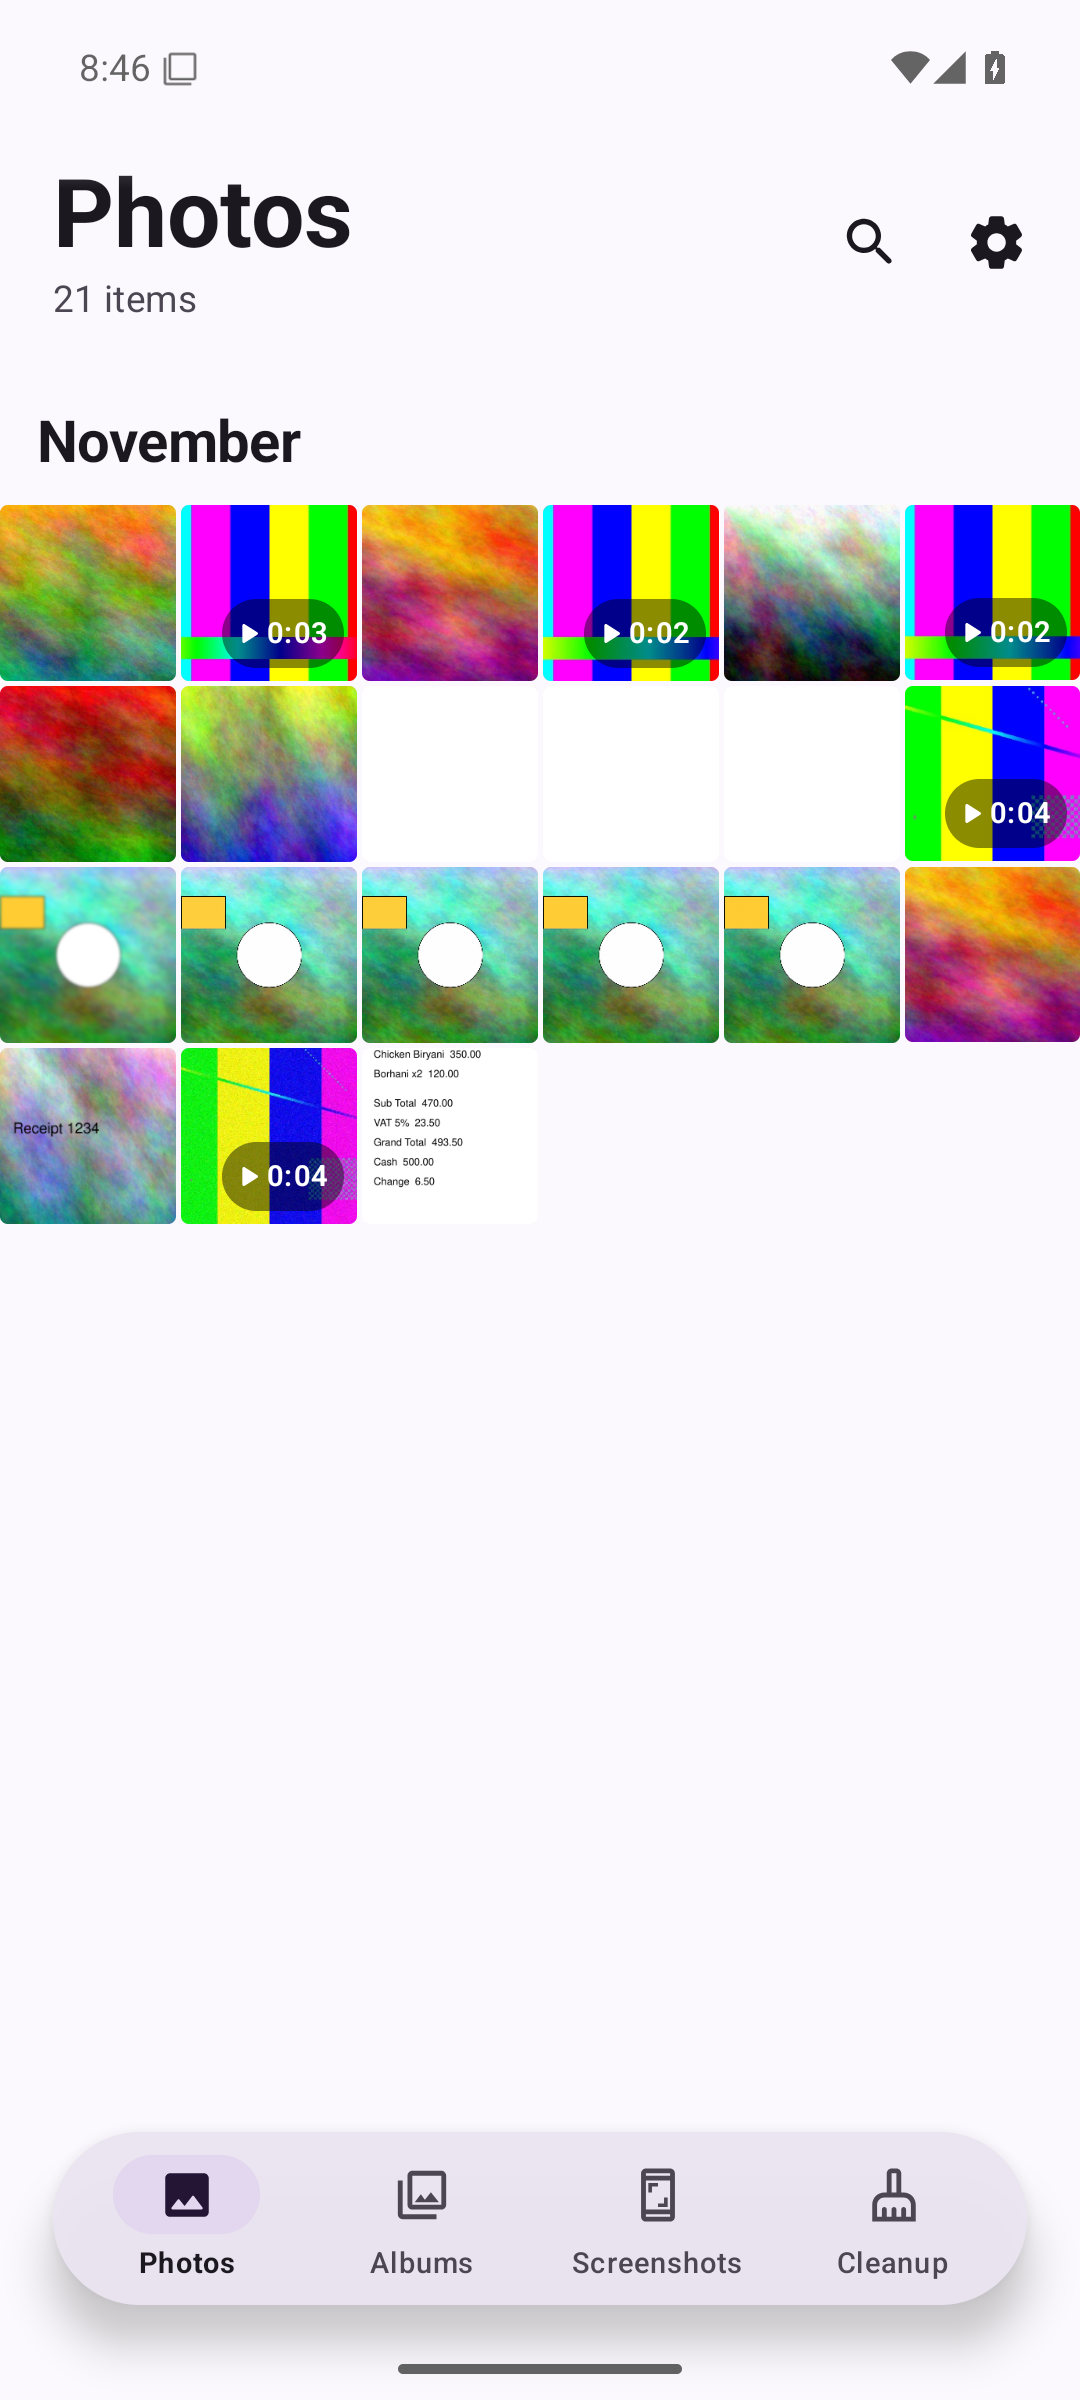 8:46
Photos
21 items
November
0:03
0:02
0:02
0:04
Receipt 1234
0:04
Chicken Biryani 350.00
Borhani x2 120.00
Sub Total 470.00
VAT 5% 23.50
Grand Total 493.50
Cash 500.00
Change 6.50
Photos
Albums
Screenshots
Cleanup